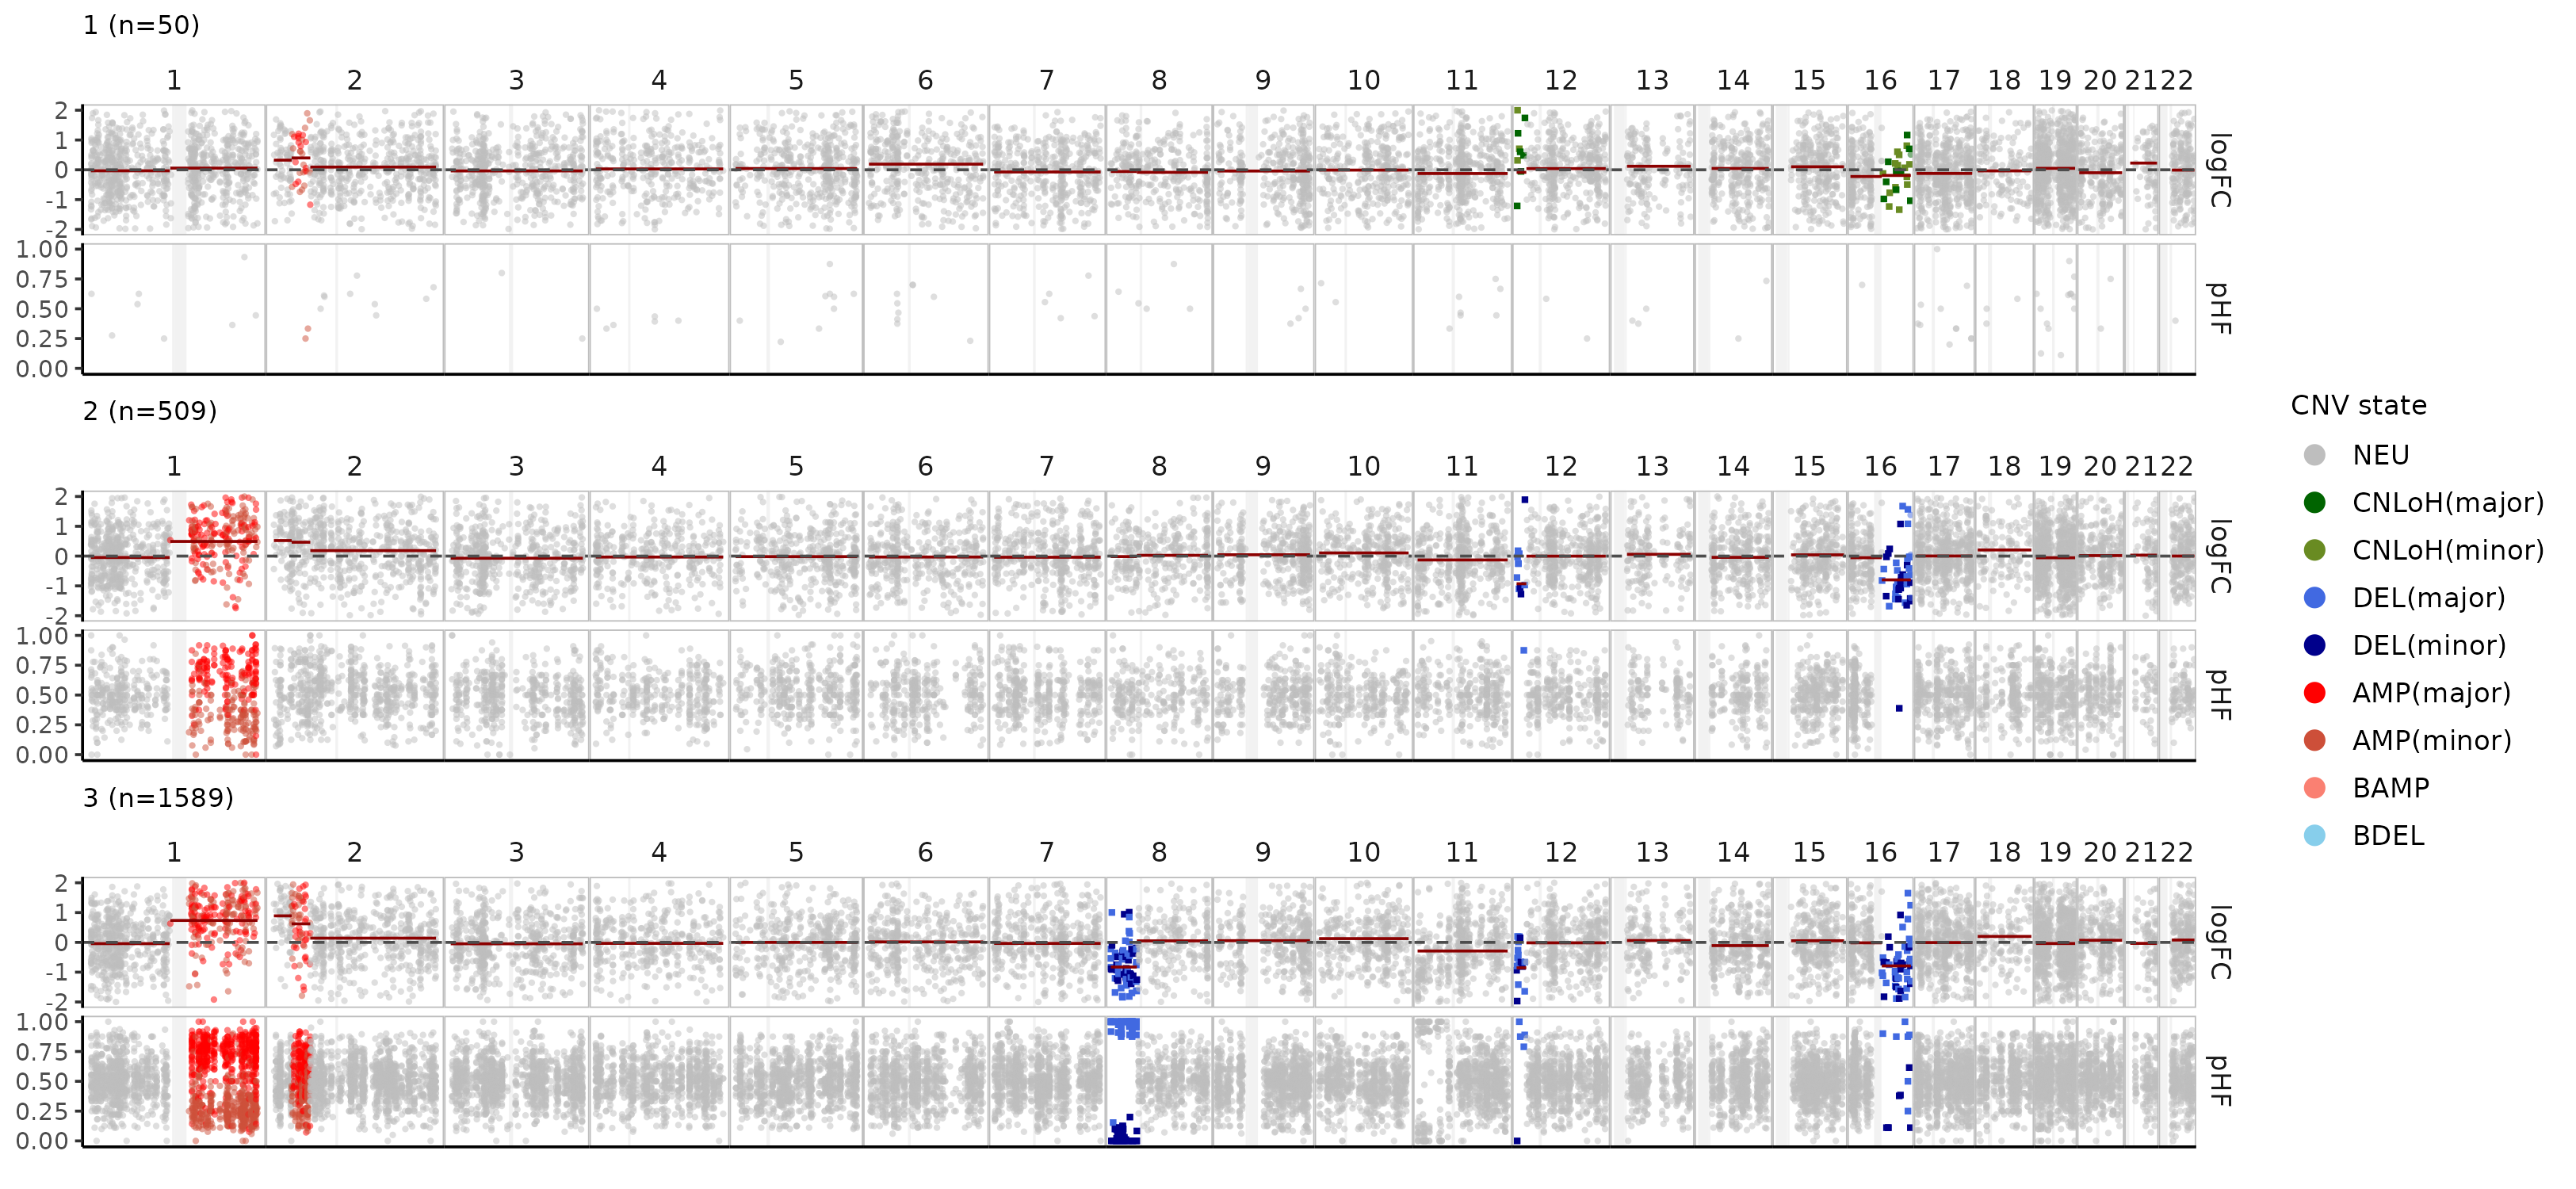 1 (n=50)
1 2 3 4 5 6 7 8 9 10 11 12 13 14 15 16 17 18 19 20 21 22
2
1
0
-1
-2
logFC
1.00
0.75
0.50
0.25
0.00
pHF
2 (n=509)
1 2 3 4 5 6 7 8 9 10 11 12 13 14 15 16 17 18 19 20 21 22
2
1
0
-1
-2
logFC
1.00
0.75
0.50
0.25
0.00
pHF
3 (n=1589)
1 2 3 4 5 6 7 8 9 10 11 12 13 14 15 16 17 18 19 20 21 22
2
1
0
-1
-2
logFC
1.00
0.75
0.50
0.25
0.00
pHF
CNV state
NEU
CNLoH(major)
CNLoH(minor)
DEL(major)
DEL(minor)
AMP(major)
AMP(minor)
BAMP
BDEL